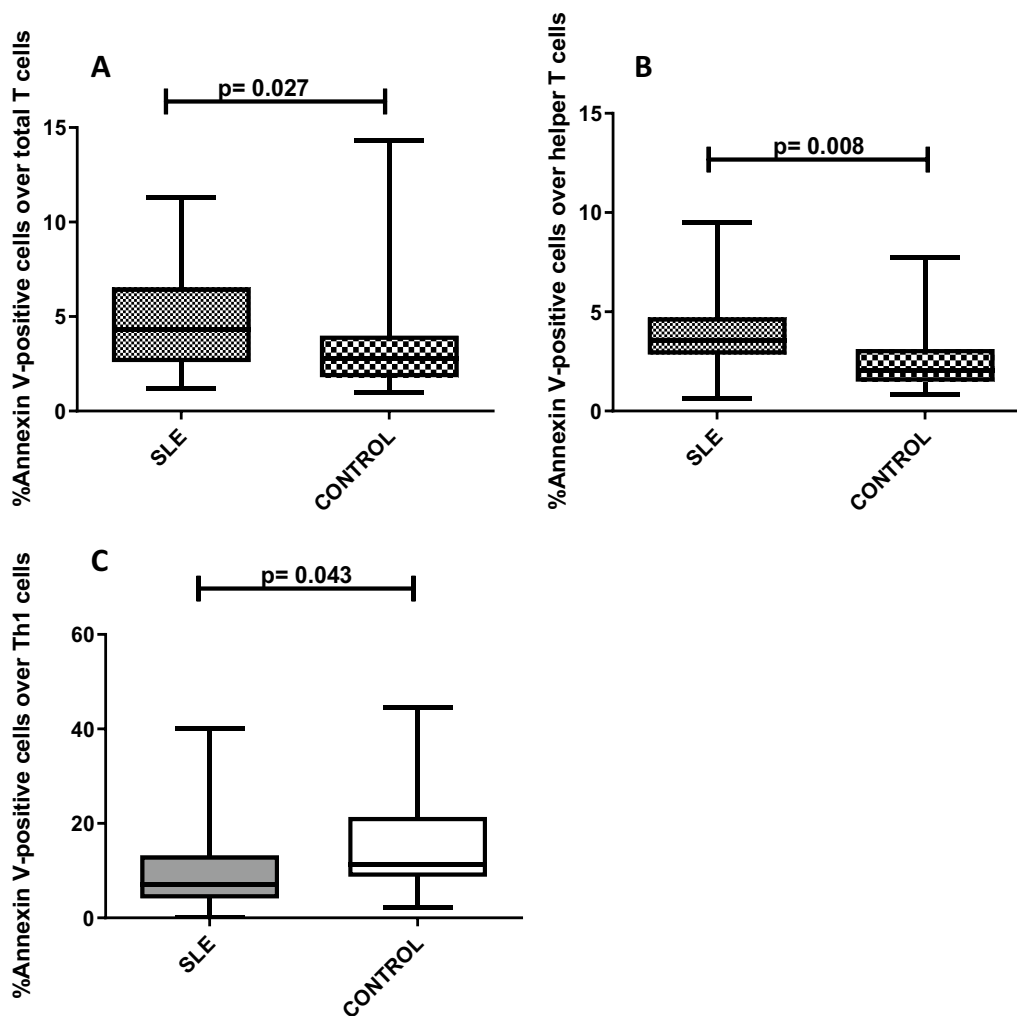 A
%Annexin V-positive cells over total T cells
p= 0.027
15
10
5
0
SLE
CONTROL
B
%Annexin V-positive cells over helper T cells
p= 0.008
15
10
5
0
SLE
CONTROL
C
%Annexin V-positive cells over Th1 cells
p= 0.043
60
40
20
0
SLE
CONTROL